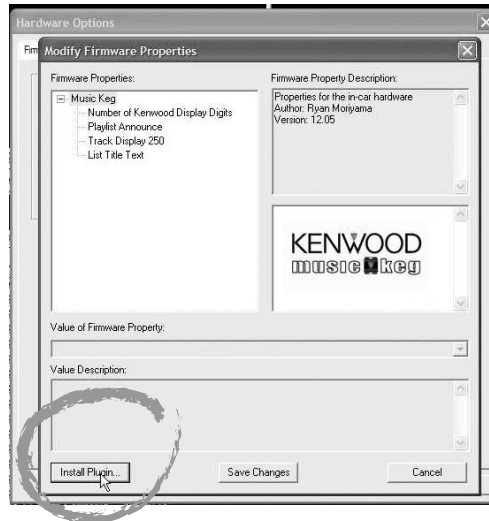 Hardware Options
Modify Firmware Properties
Firmware Properties:
Music Keg
Number of Kenwood Display Digits
Playlist Announce
Track Display 250
List Title Text
Firmware Property Description:
Properties for the in-car hardware
Author: Ryan Moriyama
Version: 12.05
KENWOOD
music keg
Value of Firmware Property:
Value Description:
Install Plugin...
Save Changes
Cancel